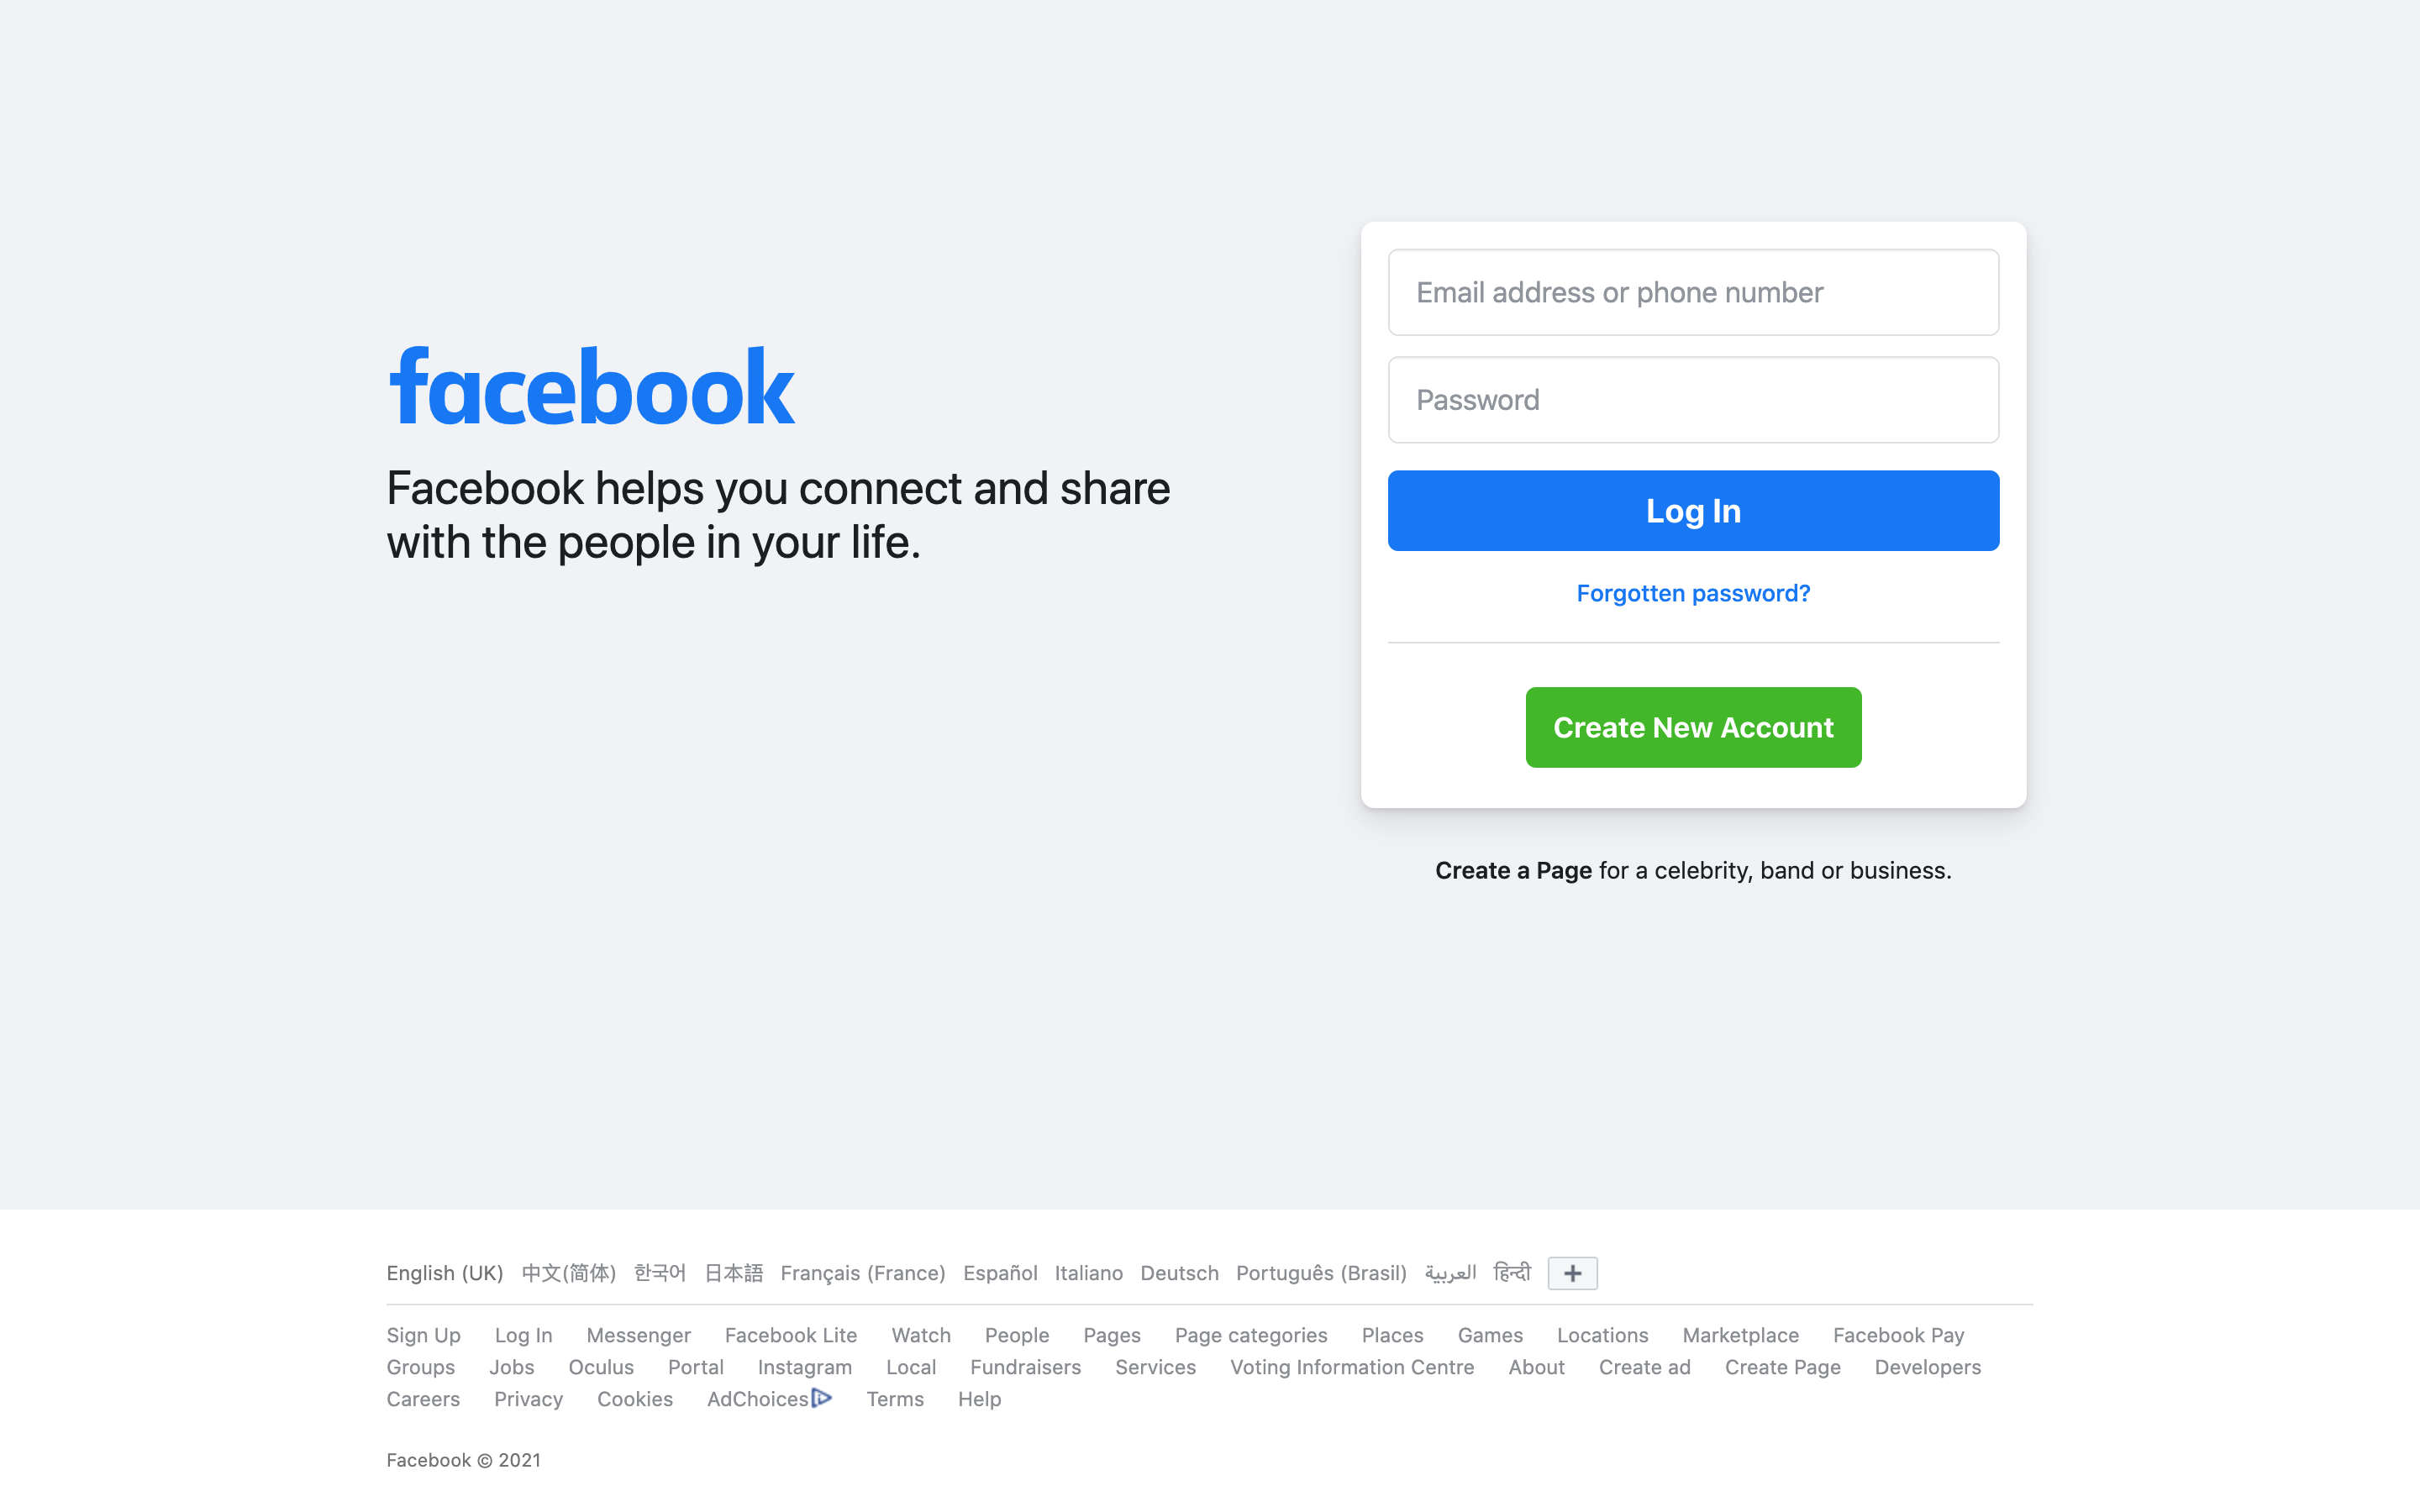 facebook
Facebook helps you connect and share
with the people in your life.
Email address or phone number
Password
Log In
Forgotten password?
Create New Account
Create a Page for a celebrity, band or business.
English (UK) 中文(简体) 한국어 日本語 Français (France) Español Italiano Deutsch Português (Brasil) العربية हिन्दी +
Sign Up Log In Messenger Facebook Lite Watch People Pages Page categories Places Games Locations Marketplace Facebook Pay
Groups Jobs Oculus Portal Instagram Local Fundraisers Services Voting Information Centre About Create ad Create Page Developers
Careers Privacy Cookies AdChoices Terms Help
Facebook © 2021